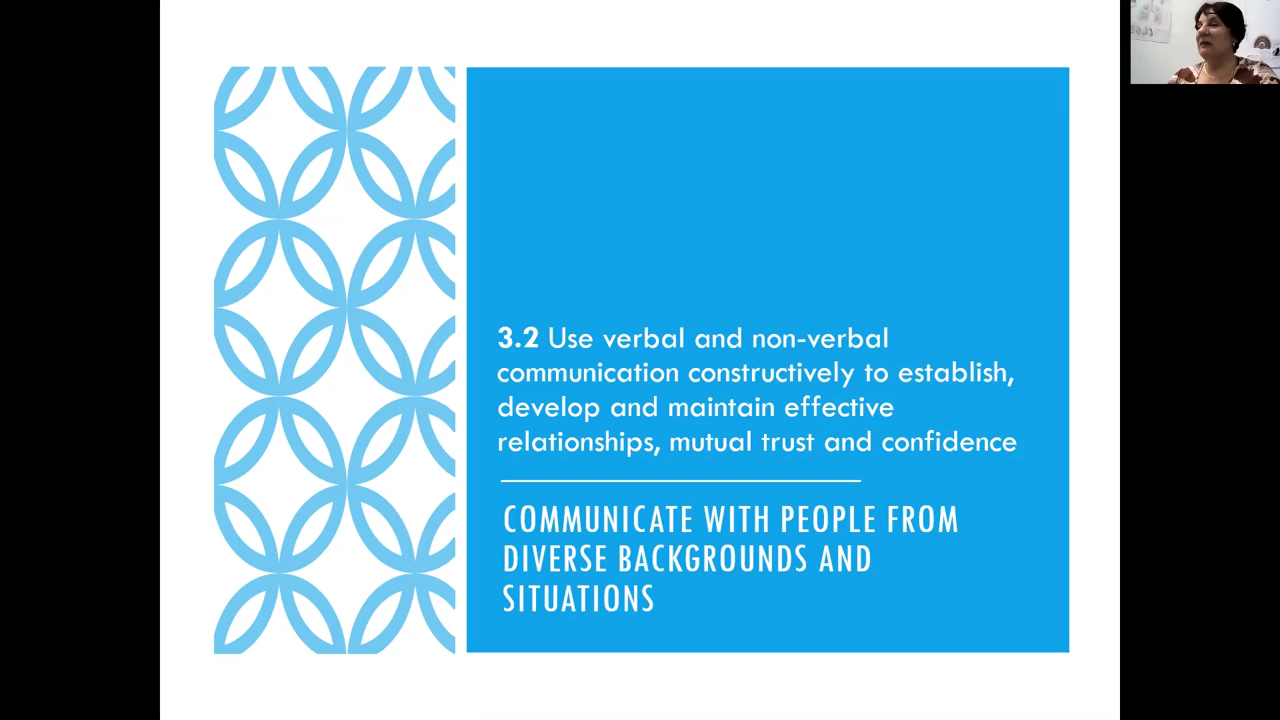 3.2 Use verbal and non-verbal
communication constructively to establish,
develop and maintain effective
relationships, mutual trust and confidence
COMMUNICATE WITH PEOPLE FROM
DIVERSE BACKGROUNDS AND
SITUATIONS